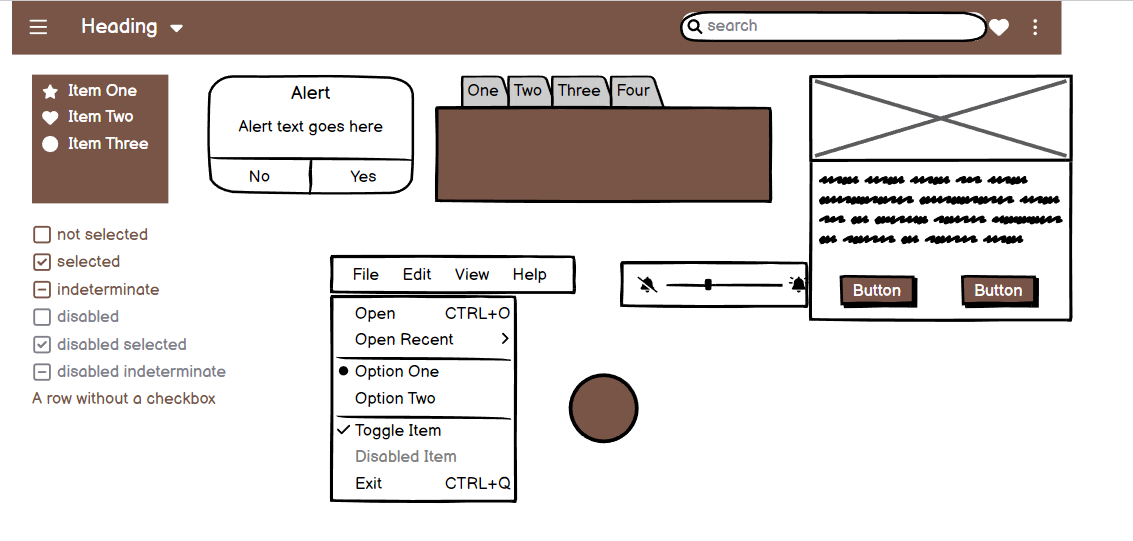 Heading
search
Item One
Item Two
Item Three
Alert
Alert text goes here
No Yes
One Two Three Four
not selected
selected
indeterminate
disabled
disabled selected
disabled indeterminate
A row without a checkbox
File Edit View Help
Open CTRL+O
Open Recent
Option One
Option Two
Toggle Item
Disabled Item
Exit CTRL+Q
Button Button